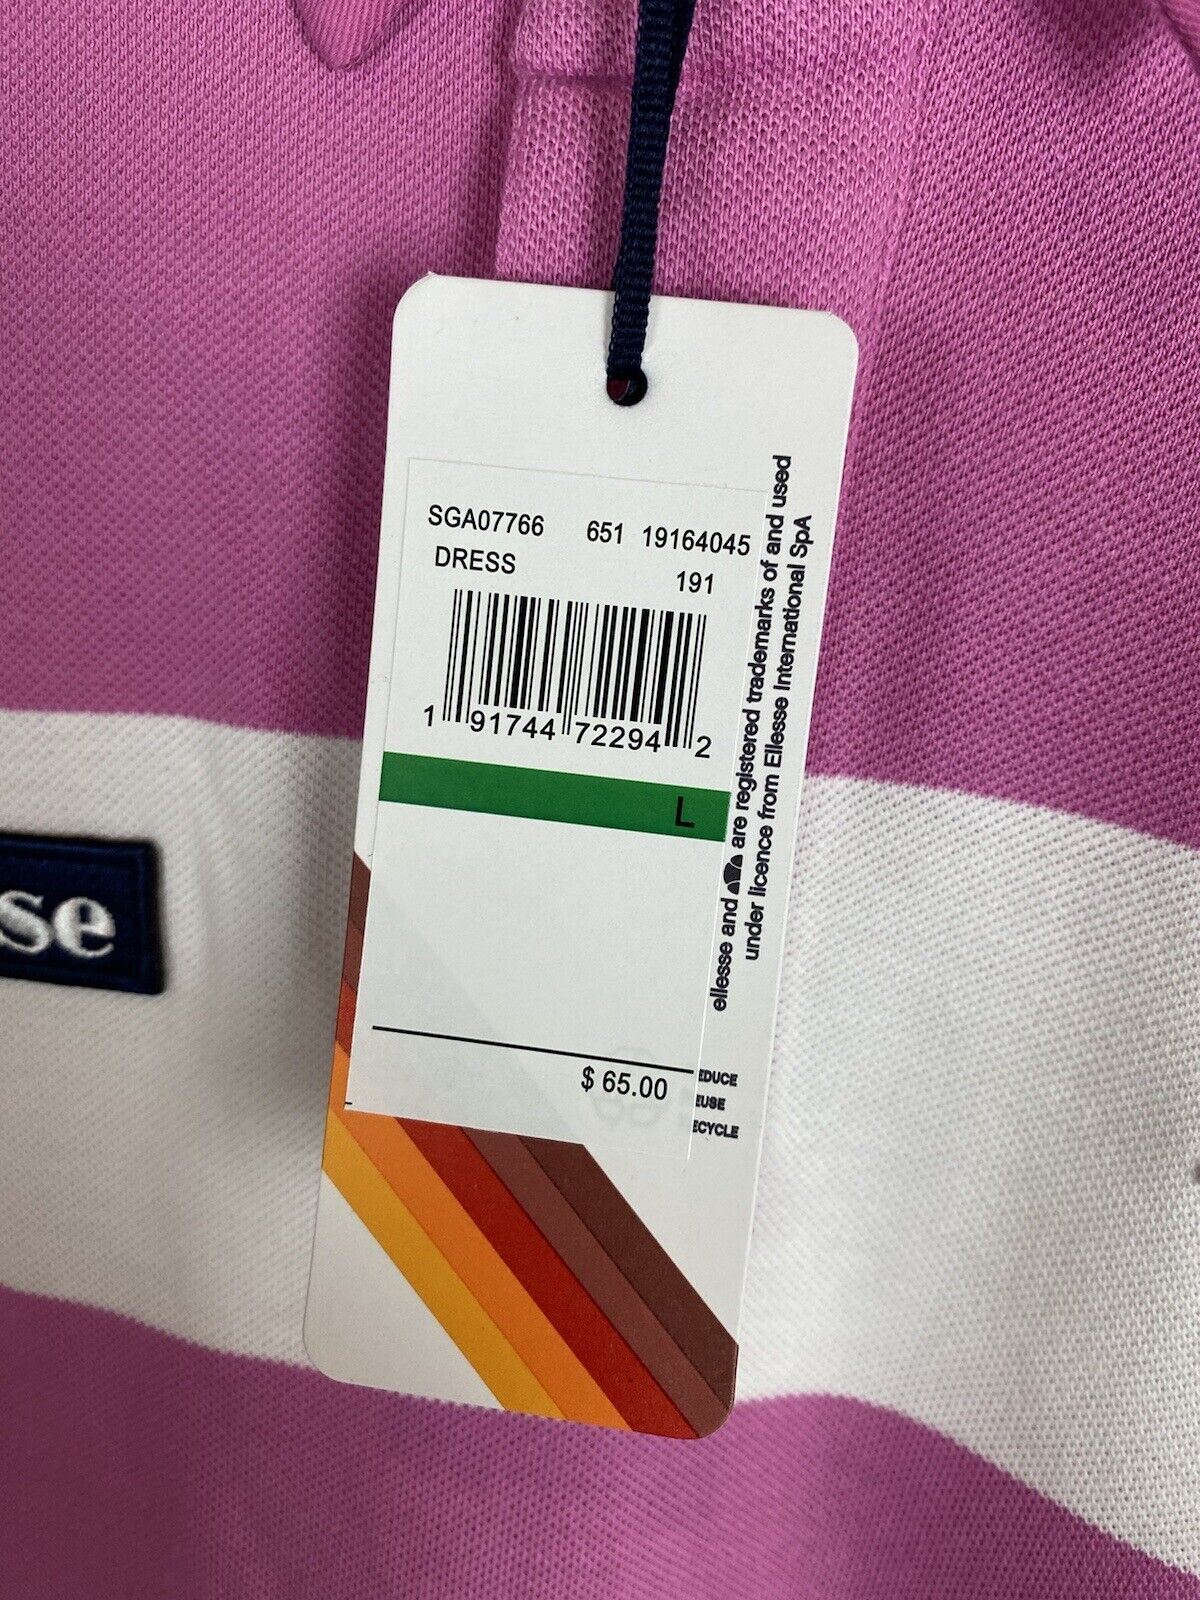 SGA07766 651 19164045
DRESS 191
1 91744 72294 2
L
$ 65.00
ellesse and are registered trademarks of and used
under licence from Ellesse International SpA
EDUCE
EUSE
ECYCLE
se